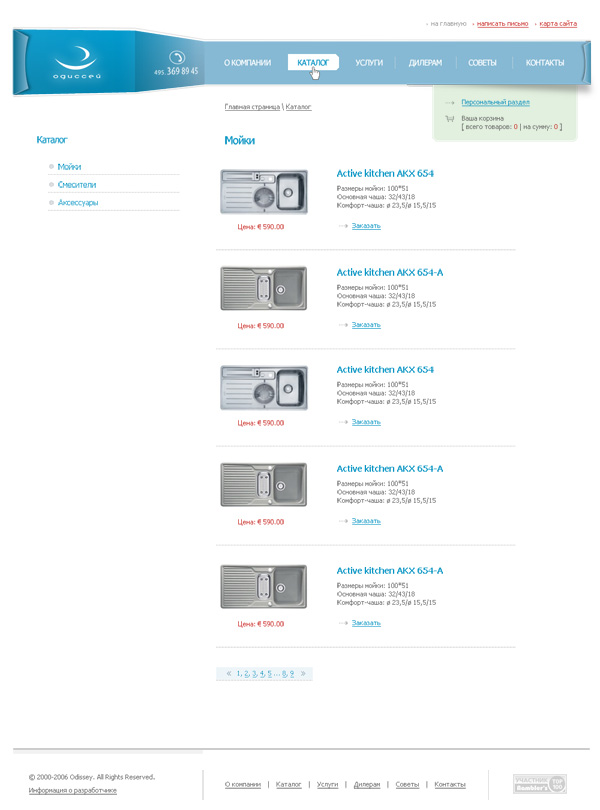 на главную написать письмо карта сайта
одиссей
495 369 89 45
О КОМПАНИИ КАТАЛОГ УСЛУГИ ДИЛЕРАМ СОВЕТЫ КОНТАКТЫ
Персональный раздел
Ваша корзина
[ всего товаров: 0 | на сумму: 0 ]
Главная страница \ Каталог
Каталог
Мойки
Смесители
Аксессуары
Мойки
Active kitchen AKX 654
Размеры мойки: 100*51
Основная чаша: 32/43/18
Комфорт-чаша: ø 23,5/ø 15,5/15
Цена: € 590.00
Заказать
Active kitchen AKX 654-A
Размеры мойки: 100*51
Основная чаша: 32/43/18
Комфорт-чаша: ø 23,5/ø 15,5/15
Цена: € 590.00
Заказать
Active kitchen AKX 654
Размеры мойки: 100*51
Основная чаша: 32/43/18
Комфорт-чаша: ø 23,5/ø 15,5/15
Цена: € 590.00
Заказать
Active kitchen AKX 654-A
Размеры мойки: 100*51
Основная чаша: 32/43/18
Комфорт-чаша: ø 23,5/ø 15,5/15
Цена: € 590.00
Заказать
Active kitchen AKX 654-A
Размеры мойки: 100*51
Основная чаша: 32/43/18
Комфорт-чаша: ø 23,5/ø 15,5/15
Цена: € 590.00
Заказать
« 1, 2, 3, 4, 5 ... 8, 9 »
© 2000-2006 Odissey. All Rights Reserved.
Информация о разработчике
О компании | Каталог | Услуги | Дилерам | Советы | Контакты
УЧАСТНИК
Rambler's
TOP 100